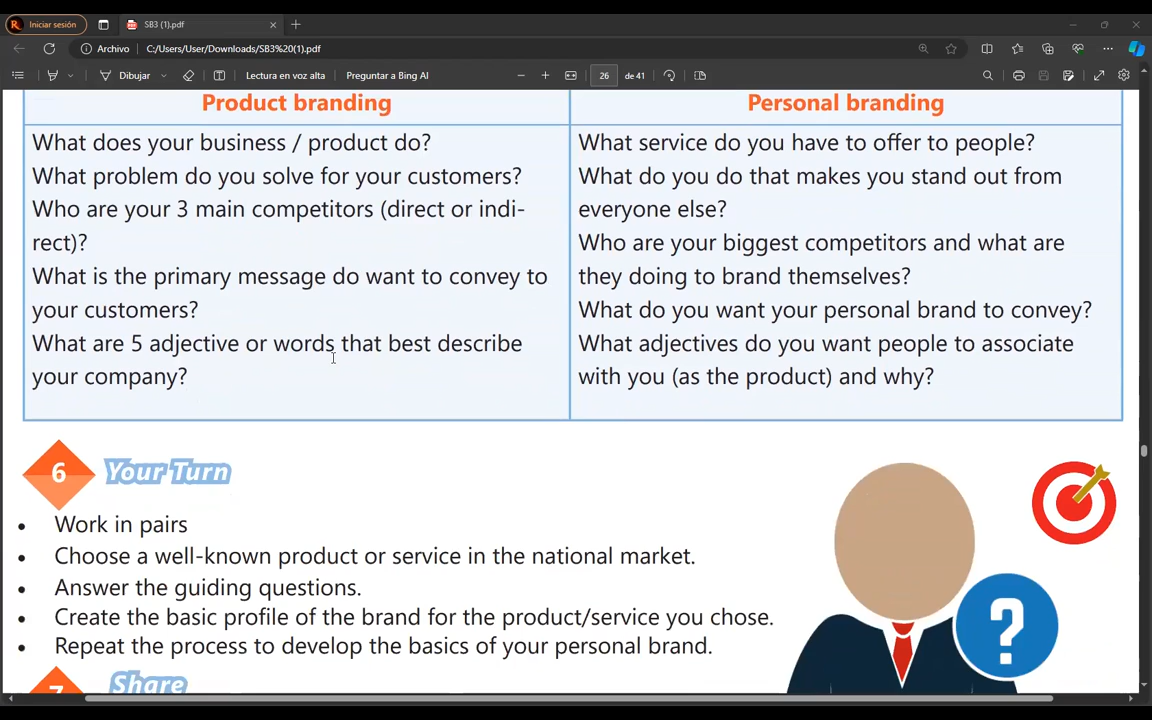 R Iniciar sesión
SB3 (1).pdf
Archivo C:/Users/User/Downloads/SB3%20(1).pdf
Dibujar Lectura en voz alta Preguntar a Bing AI 26 de 41
Product branding
What does your business / product do?
What problem do you solve for your customers?
Who are your 3 main competitors (direct or indi-
rect)?
What is the primary message do want to convey to
your customers?
What are 5 adjective or words that best describe
your company?
Personal branding
What service do you have to offer to people?
What do you do that makes you stand out from
everyone else?
Who are your biggest competitors and what are
they doing to brand themselves?
What do you want your personal brand to convey?
What adjectives do you want people to associate
with you (as the product) and why?
6 Your Turn
• Work in pairs
• Choose a well-known product or service in the national market.
• Answer the guiding questions.
• Create the basic profile of the brand for the product/service you chose.
• Repeat the process to develop the basics of your personal brand.
?
7 Share